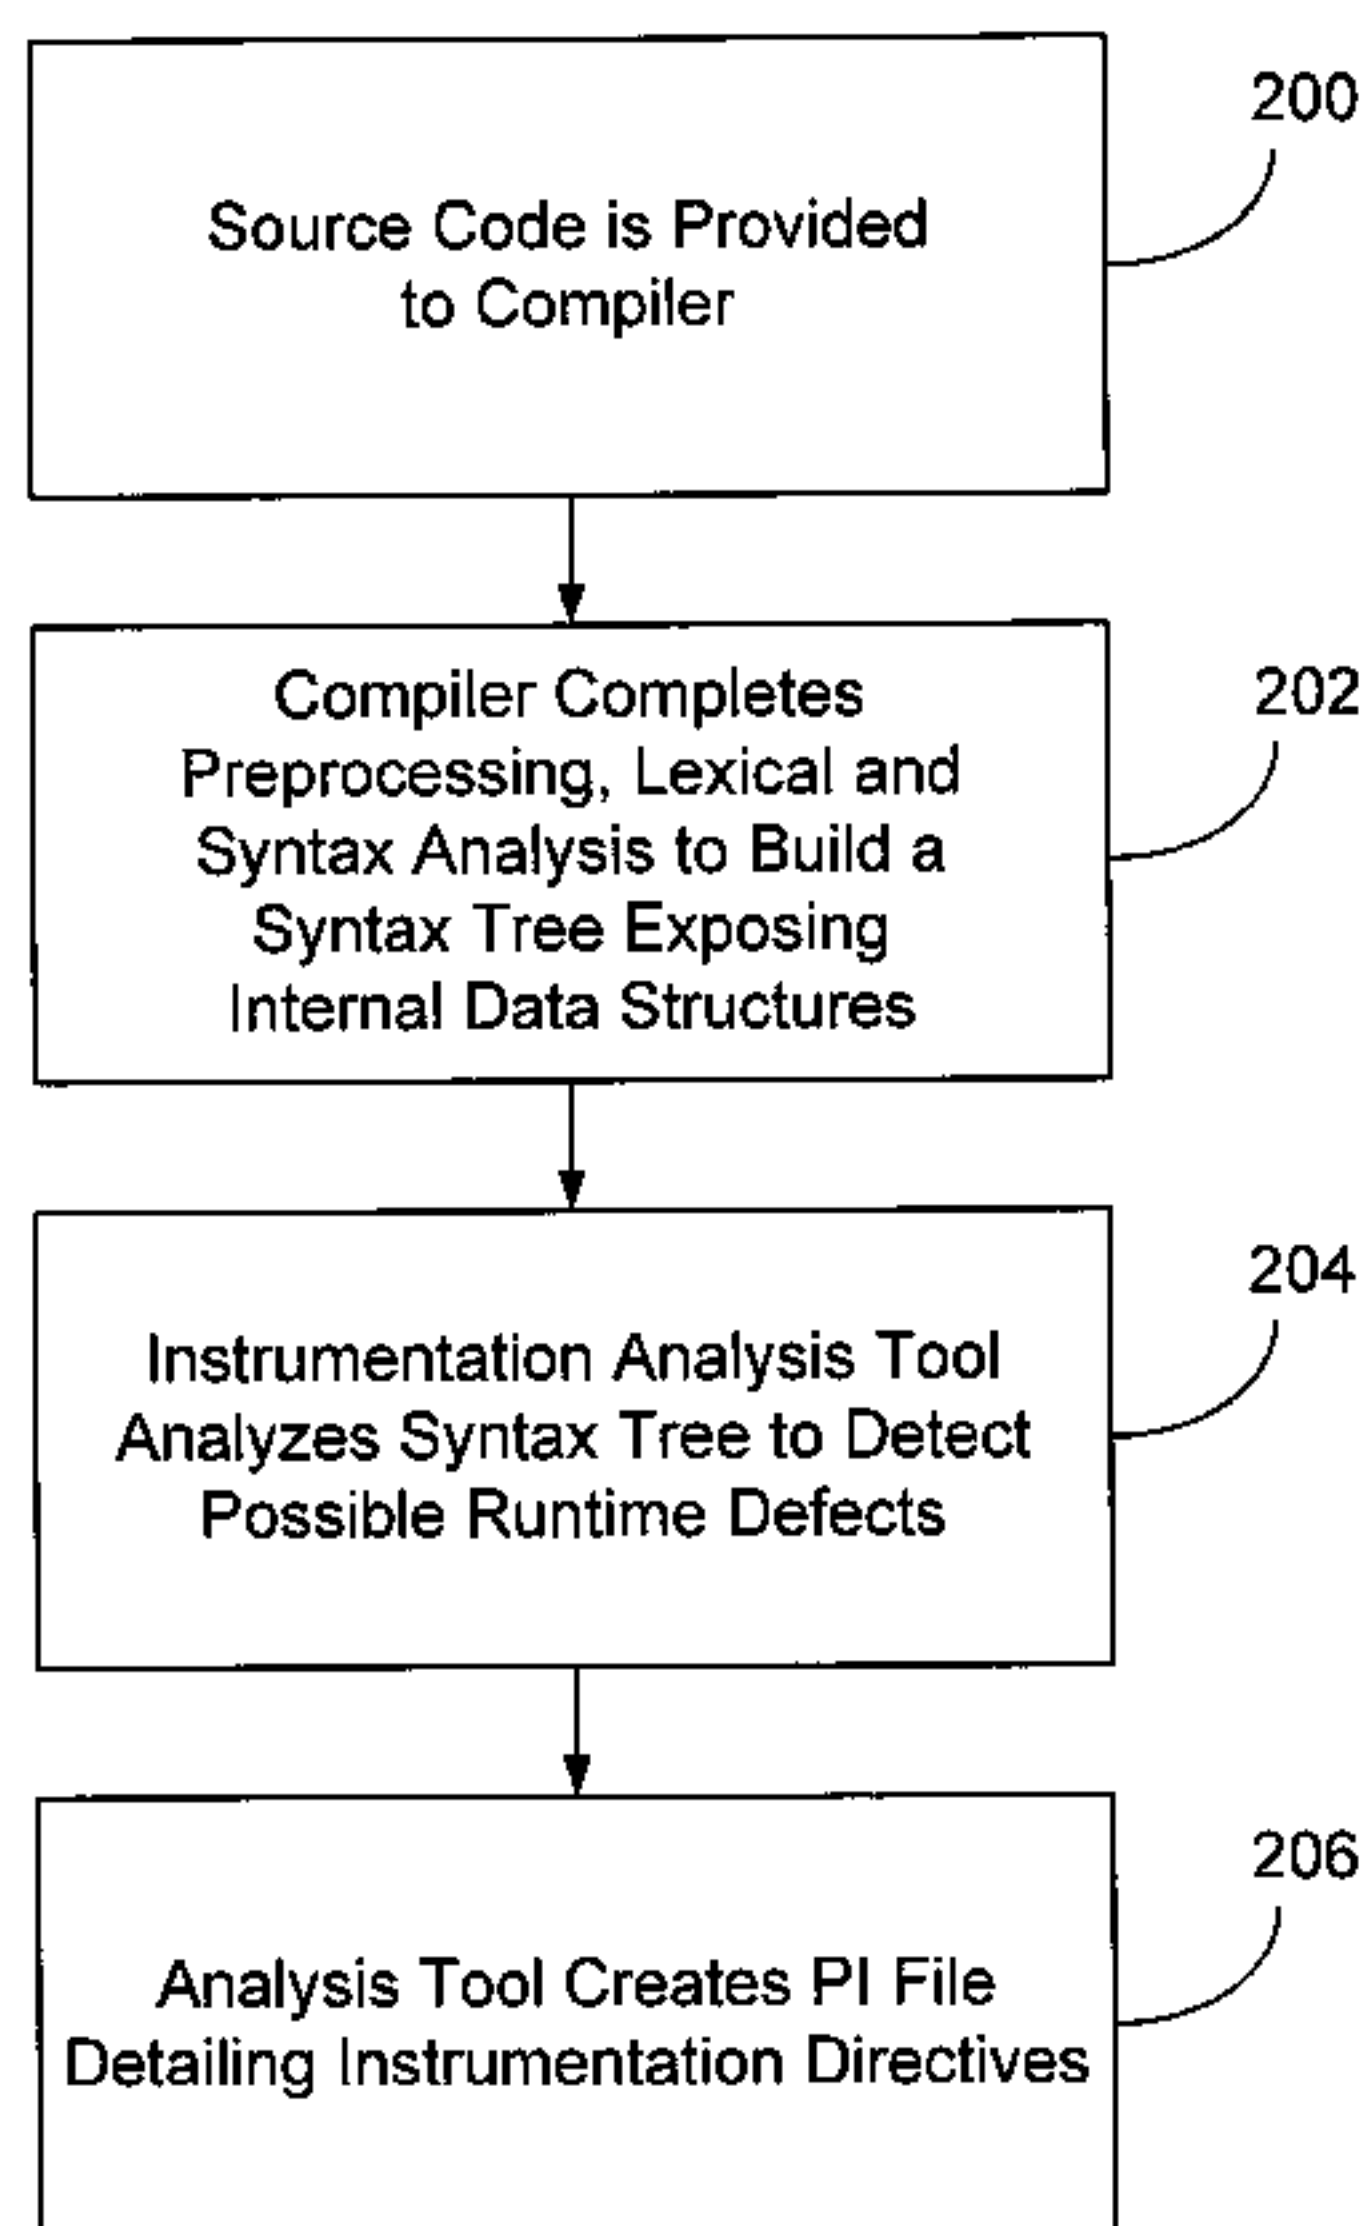 200
Source Code is Provided
to Compiler
202
Compiler Completes
Preprocessing, Lexical and
Syntax Analysis to Build a
Syntax Tree Exposing
Internal Data Structures
204
Instrumentation Analysis Tool
Analyzes Syntax Tree to Detect
Possible Runtime Defects
206
Analysis Tool Creates PI File
Detailing Instrumentation Directives